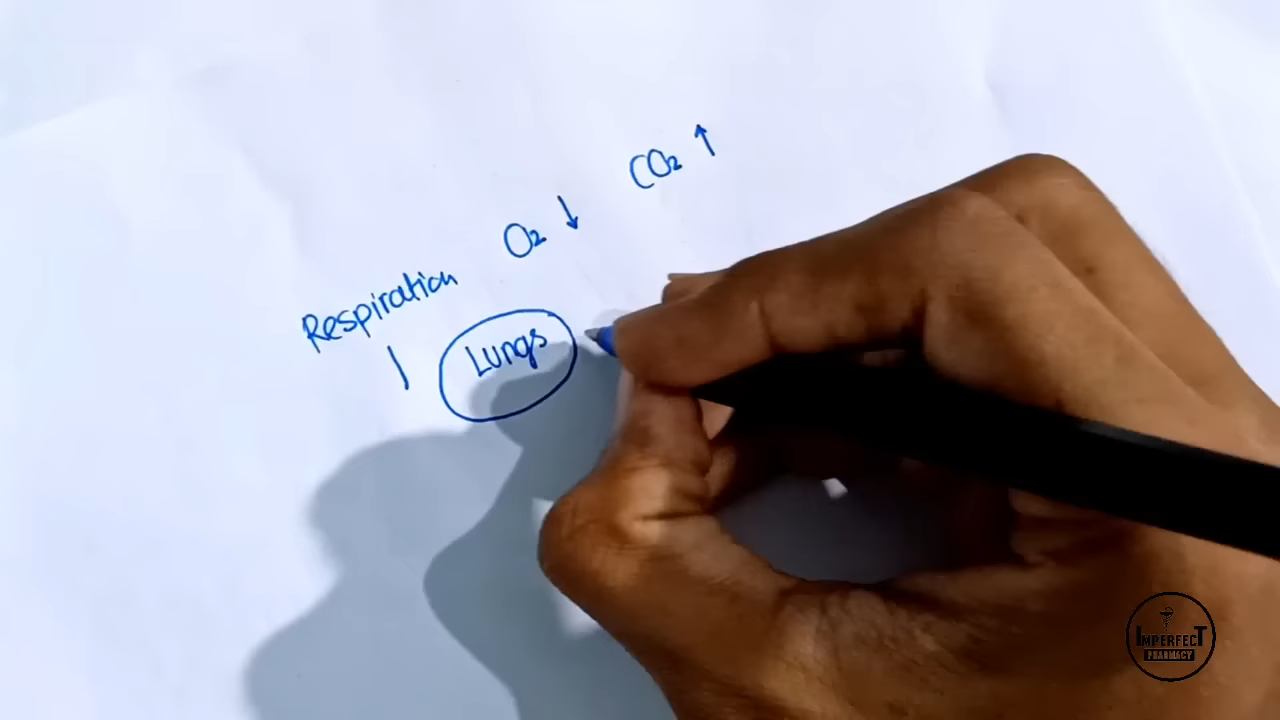 CO₂ ↑
O₂ ↓
Respiration
Lungs
IMPERFECT
PHARMACY